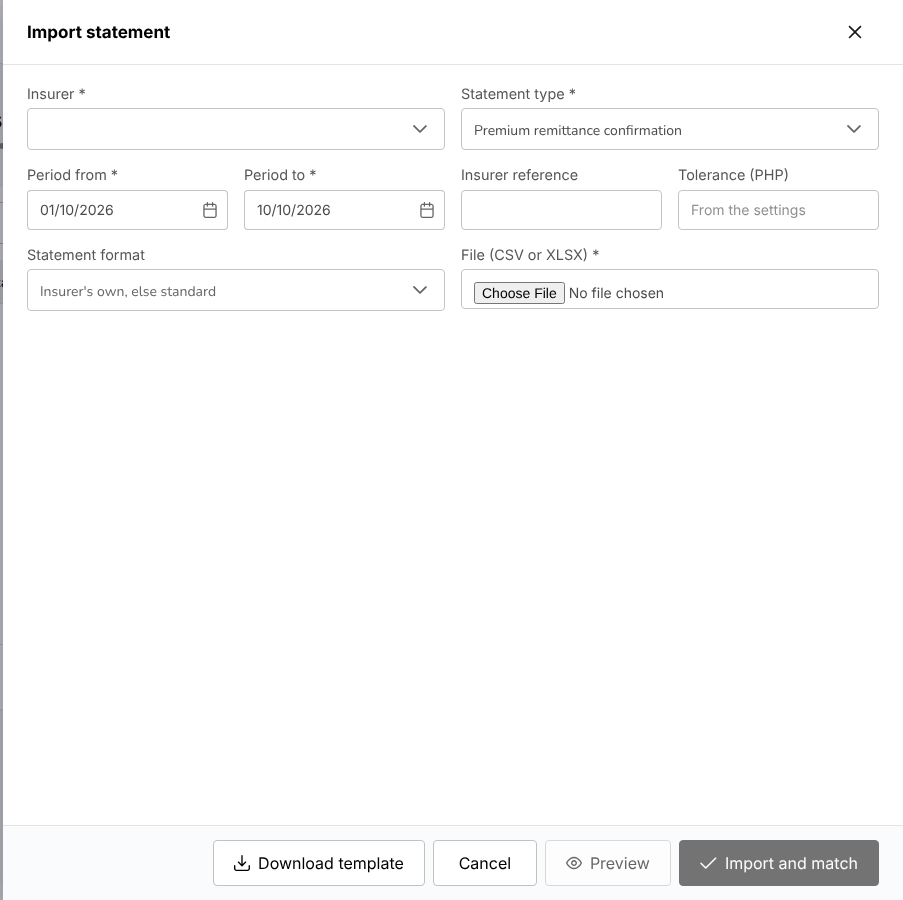 Import statement
Insurer *
Statement type *
Premium remittance confirmation
Period from *
Period to *
Insurer reference
Tolerance (PHP)
01/10/2026
10/10/2026
From the settings
Statement format
File (CSV or XLSX) *
Insurer's own, else standard
Choose File No file chosen
Download template
Cancel
Preview
Import and match